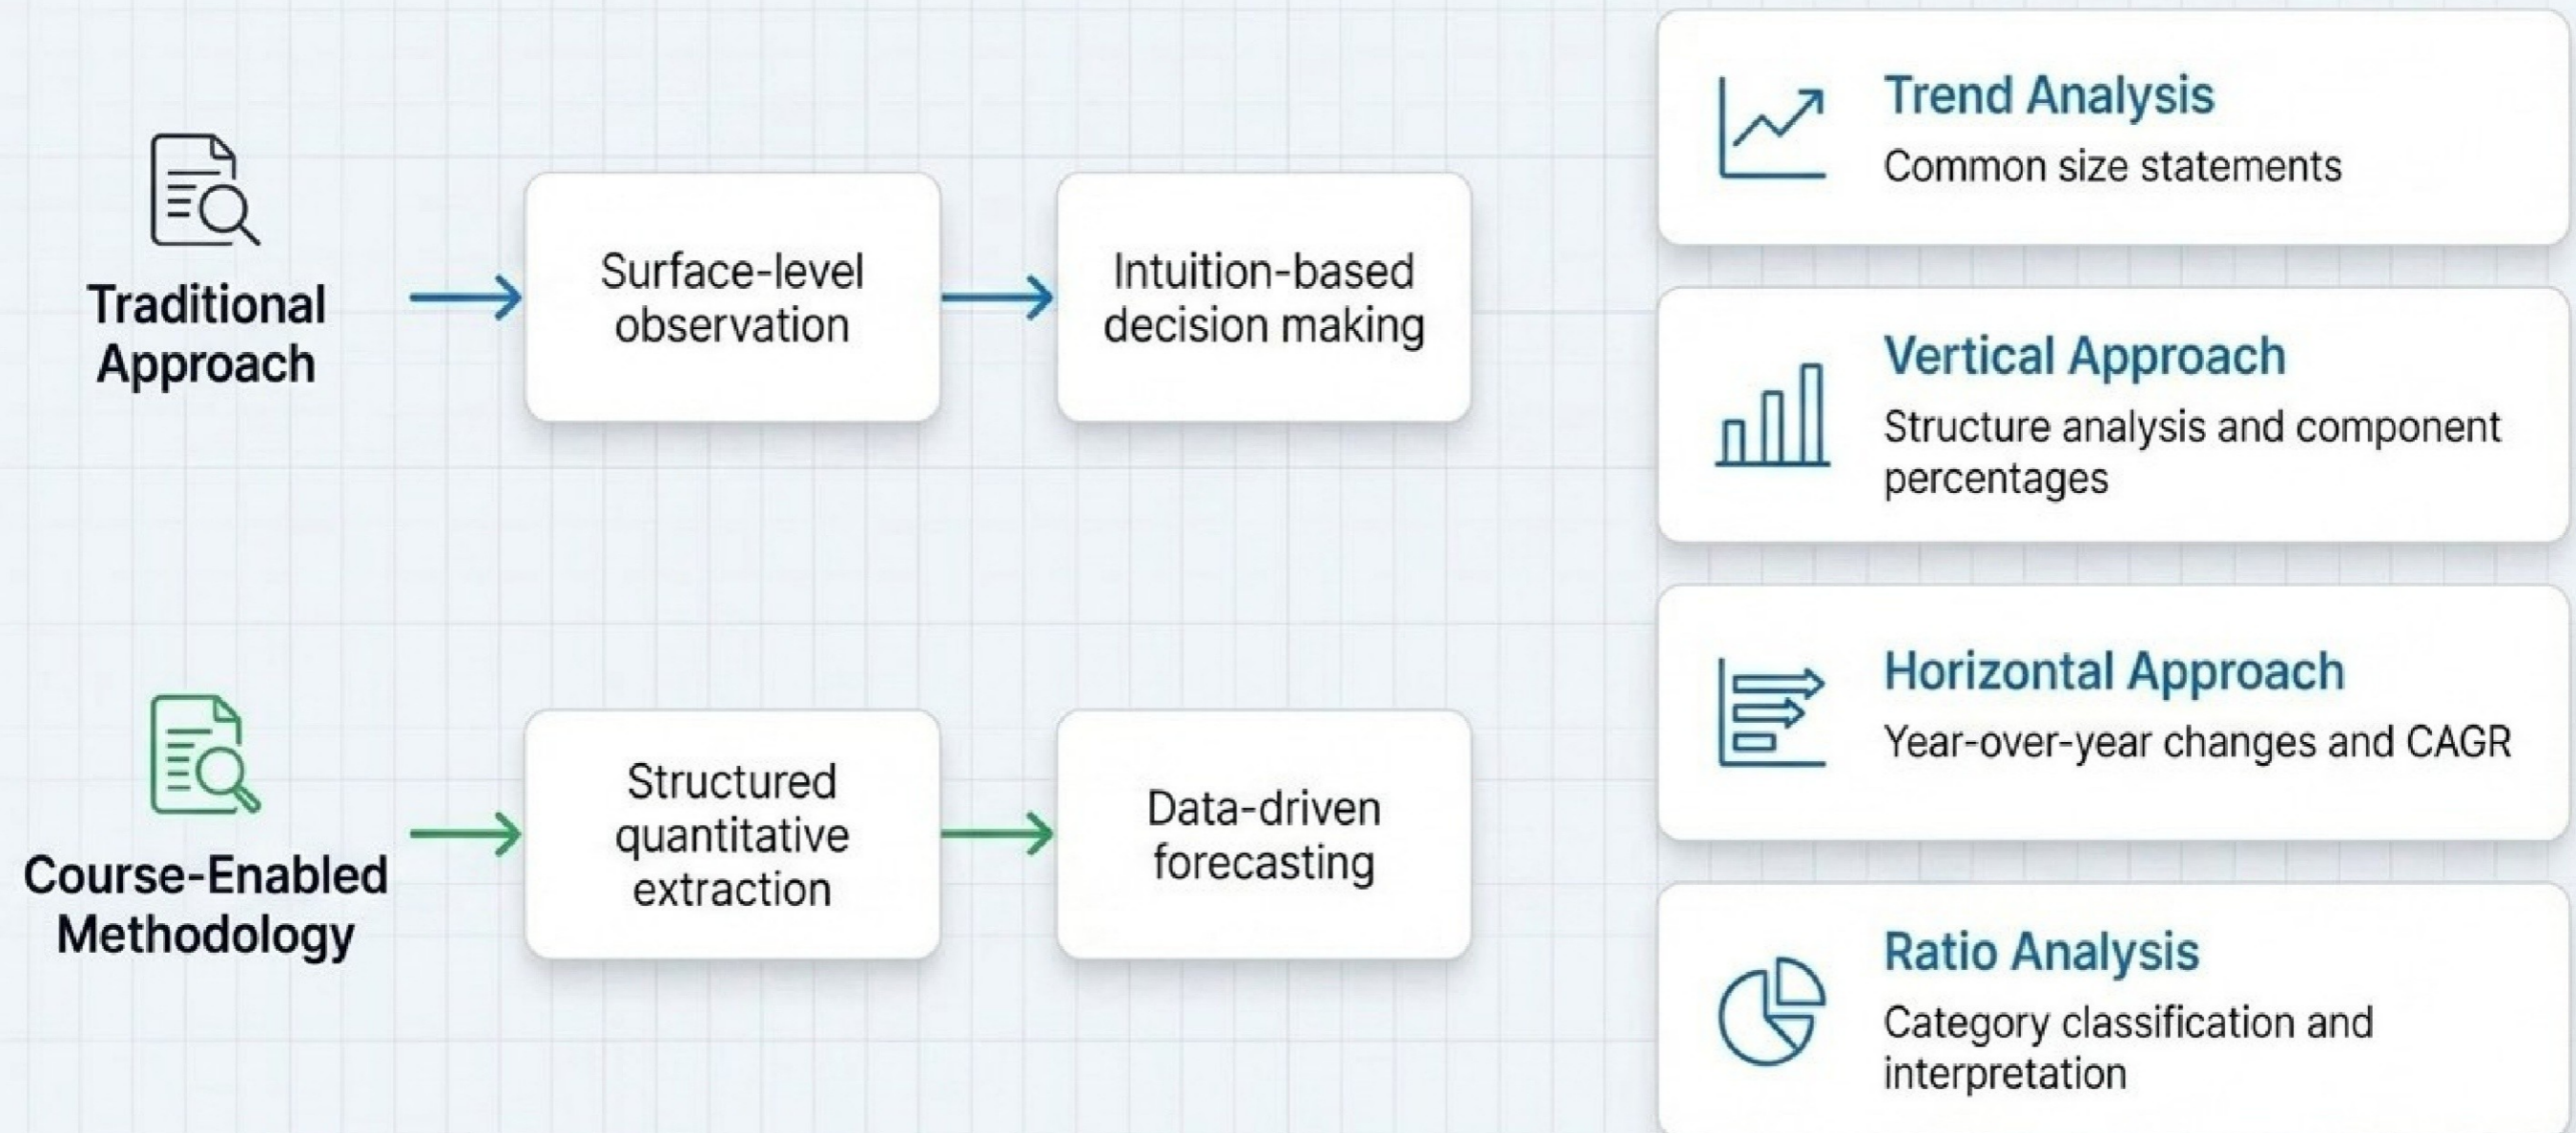 Traditional
Approach
Surface-level
observation
Intuition-based
decision making
Course-Enabled
Methodology
Structured
quantitative
extraction
Data-driven
forecasting
Trend Analysis
Common size statements
Vertical Approach
Structure analysis and component
percentages
Horizontal Approach
Year-over-year changes and CAGR
Ratio Analysis
Category classification and
interpretation